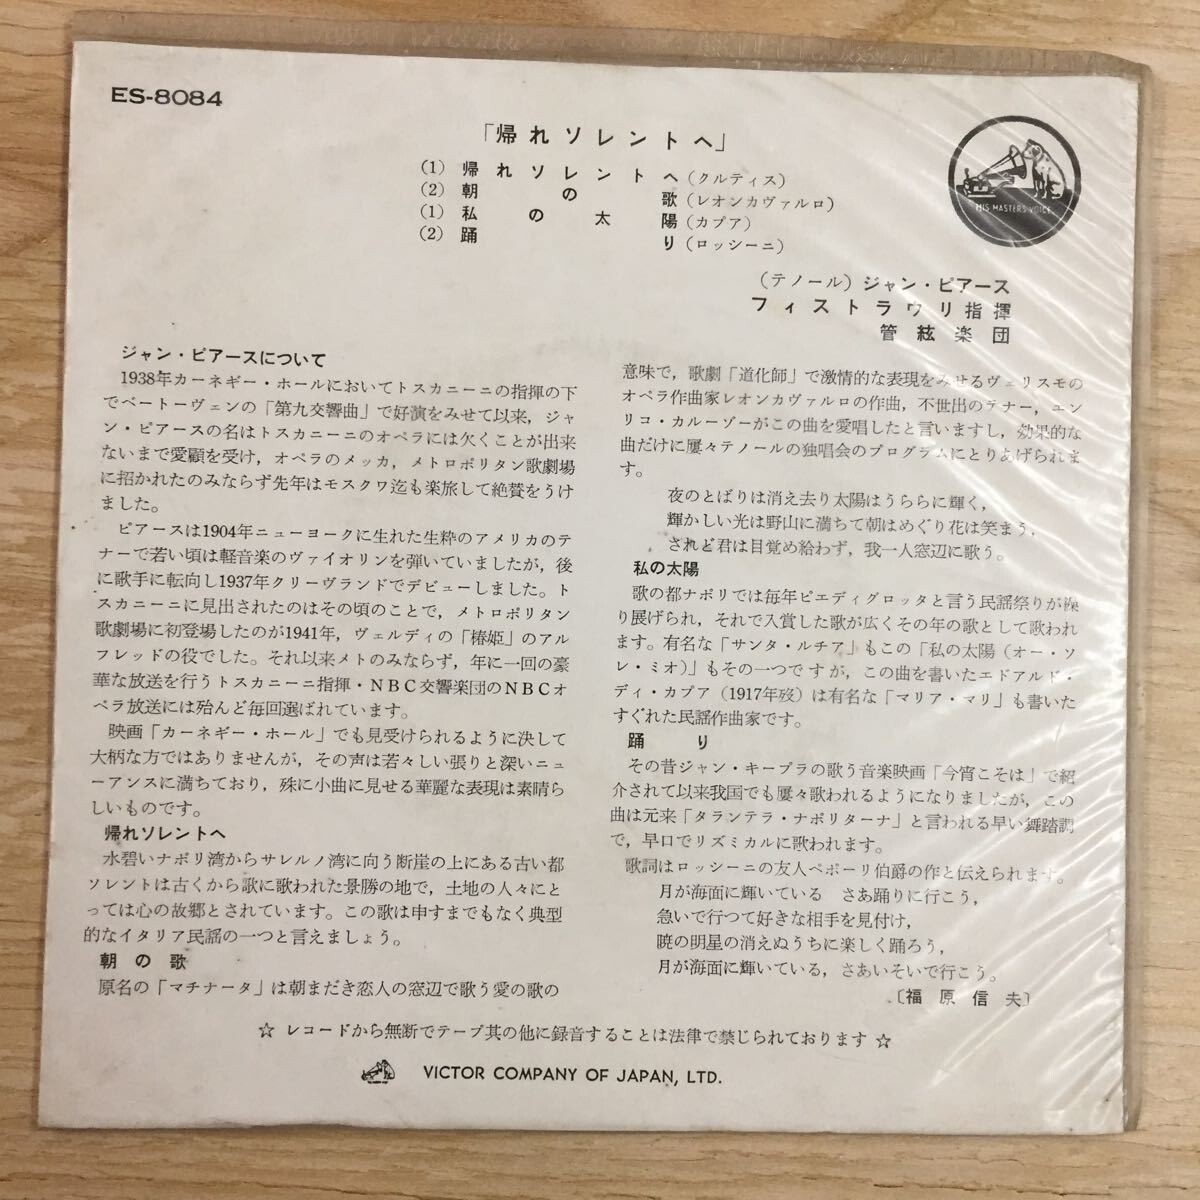 ES-8084
「帰れソレントへ」
(1) 帰れソレントへ(クルティス)
(2) 朝の歌(レオンカヴァルロ)
(1) 私の太陽(カプア)
(2) 踊り(ロッシーニ)
HIS MASTERS VOICE
(テノール) ジャン・ピアース
フィストラウリ指揮
管絃楽団
ジャン・ピアースについて
1938年カーネギー・ホールにおいてトスカニーニの指揮の下
でベートーヴェンの「第九交響曲」で好演をみせて以来，ジャ
ン・ピアースの名はトスカニーニのオペラには欠くことが出来
ないまで愛顧を受け，オペラのメッカ，メトロポリタン歌劇場
に招かれたのみならず先年はモスクワ迄も楽旅して絶賛をうけ
ました。
ピアースは1904年ニューヨークに生れた生粋のアメリカのテ
ナーで若い頃は軽音楽のヴァイオリンを弾いていましたが，後
に歌手に転向し1937年クリーヴランドでデビューしました。ト
スカニーニに見出されたのはその頃のことで，メトロポリタン
歌劇場に初登場したのが1941年，ヴェルディの「椿姫」のアル
フレッドの役でした。それ以来メトのみならず，年に一回の豪
華な放送を行うトスカニーニ指揮・NBC交響楽団のNBCオ
ペラ放送には殆んど毎回選ばれています。
映画「カーネギー・ホール」でも見受けられるように決して
大柄な方ではありませんが，その声は若々しい張りと深いニュ
ーアンスに満ちており，殊に小曲に見せる華麗な表現は素晴ら
しいものです。
帰れソレントへ
水碧いナポリ湾からサレルノ湾に向う断崖の上にある古い都
ソレントは古くから歌に歌われた景勝の地で，土地の人々にと
っては心の故郷とされています。この歌は申すまでもなく典型
的なイタリア民謡の一つと言えましょう。
朝の歌
原名の「マチナータ」は朝まだき恋人の窓辺で歌う愛の歌の
意味で，歌劇「道化師」で激情的な表現をみせるヴェリスモの
オペラ作曲家レオンカヴァルロの作曲，不世出のテナー，エン
リコ・カルーゾーがこの曲を愛唱したと言いますし，効果的な
曲だけに屢々テノールの独唱会のプログラムにとりあげられま
す。
夜のとばりは消え去り太陽はうららに輝く，
輝かしい光は野山に満ちて朝はめぐり花は笑まう，
されど君は目覚め給わず，我一人窓辺に歌う。
私の太陽
歌の都ナポリでは毎年ピエディグロッタと言う民謡祭りが繰
り展げられ，それで入賞した歌が広くその年の歌として歌われ
ます。有名な「サンタ・ルチア」もこの「私の太陽（オー・ソ
レ・ミオ)」もその一つですが，この曲を書いたエドアルド・
ディ・カプア（1917年歿）は有名な「マリア・マリ」も書いた
すぐれた民謡作曲家です。
踊り
その昔ジャン・キープラの歌う音楽映画「今宵こそは」で紹
介されて以来我国でも屢々歌われるようになりましたが，この
曲は元来「タランテラ・ナポリターナ」と言われる早い舞踏調
で，早口でリズミカルに歌われます。
歌詞はロッシーニの友人ペポーリ伯爵の作と伝えられます。
月が海面に輝いている　さあ踊りに行こう，
急いで行つて好きな相手を見付け，
暁の明星の消えぬうちに楽しく踊ろう，
月が海面に輝いている，さあいそいで行こう。
〔福原信夫〕
☆ レコードから無断でテープ其の他に録音することは法律で禁じられております ☆
VICTOR COMPANY OF JAPAN, LTD.